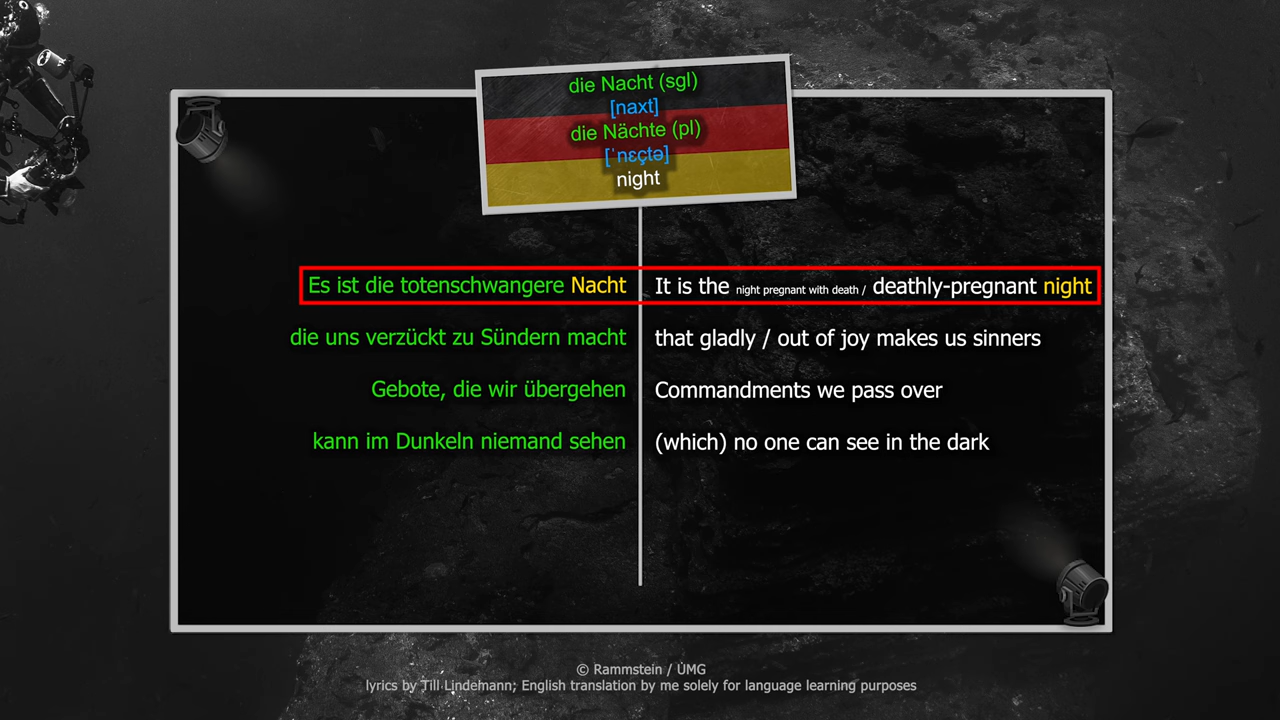 die Nacht (sgl)
[naxt]
die Nächte (pl)
[ˈnɛçtə]
night
Es ist die totenschwangere Nacht It is the night pregnant with death / deathly-pregnant night
die uns verzückt zu Sündern macht that gladly / out of joy makes us sinners
Gebote, die wir übergehen Commandments we pass over
kann im Dunkeln niemand sehen (which) no one can see in the dark
© Rammstein / ÙMG
lyrics by Till Lindemann; English translation by me solely for language learning purposes